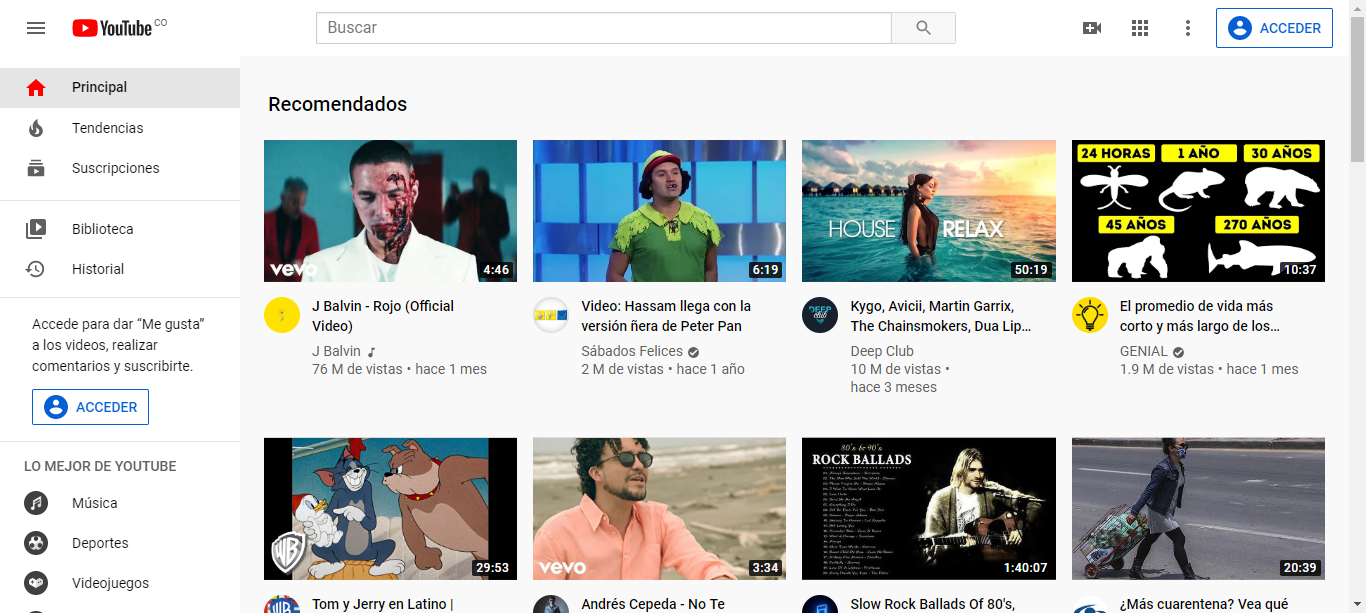 YouTube CO
Buscar
ACCEDER
Principal
Tendencias
Suscripciones
Biblioteca
Historial
Accede para dar “Me gusta”
a los videos, realizar
comentarios y suscribirte.
ACCEDER
LO MEJOR DE YOUTUBE
Música
Deportes
Videojuegos
Recomendados
vevo
4:46
J Balvin - Rojo (Official
Video)
J Balvin
76 M de vistas • hace 1 mes
6:19
Video: Hassam llega con la
versión ñera de Peter Pan
Sábados Felices
2 M de vistas • hace 1 año
HOUSE RELAX
50:19
DEEP
club
Kygo, Avicii, Martin Garrix,
The Chainsmokers, Dua Lip...
Deep Club
10 M de vistas •
hace 3 meses
24 HORAS 1 AÑO 30 AÑOS
45 AÑOS 270 AÑOS
10:37
El promedio de vida más
corto y más largo de los...
GENIAL
1.9 M de vistas • hace 1 mes
WB
29:53
WB
Tom y Jerry en Latino |
vevo
3:34
Andrés Cepeda - No Te
80's & 90's
ROCK BALLADS
1:40:07
Slow Rock Ballads Of 80's,
20:39
¿Más cuarentena? Vea qué